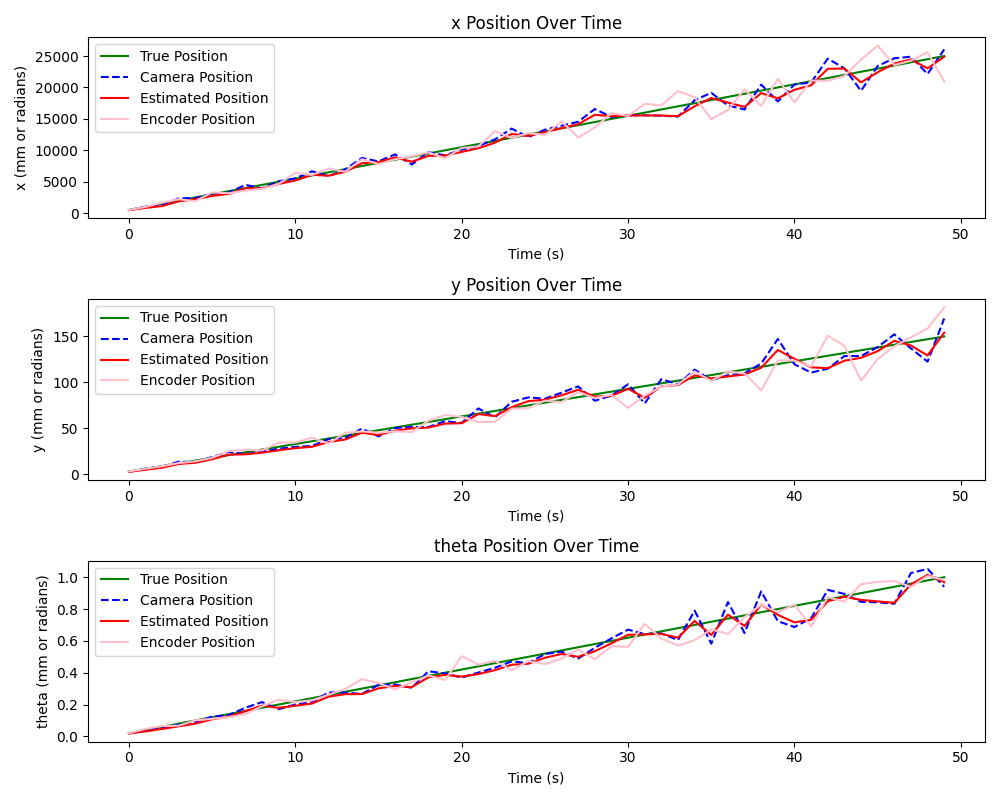 x Position Over Time
x (mm or radians)
25000
20000
15000
10000
5000
0
True Position
Camera Position
Estimated Position
Encoder Position
0 10 20 30 40 50
Time (s)
y Position Over Time
y (mm or radians)
150
100
50
0
True Position
Camera Position
Estimated Position
Encoder Position
0 10 20 30 40 50
Time (s)
theta Position Over Time
theta (mm or radians)
1.0
0.8
0.6
0.4
0.2
0.0
True Position
Camera Position
Estimated Position
Encoder Position
0 10 20 30 40 50
Time (s)